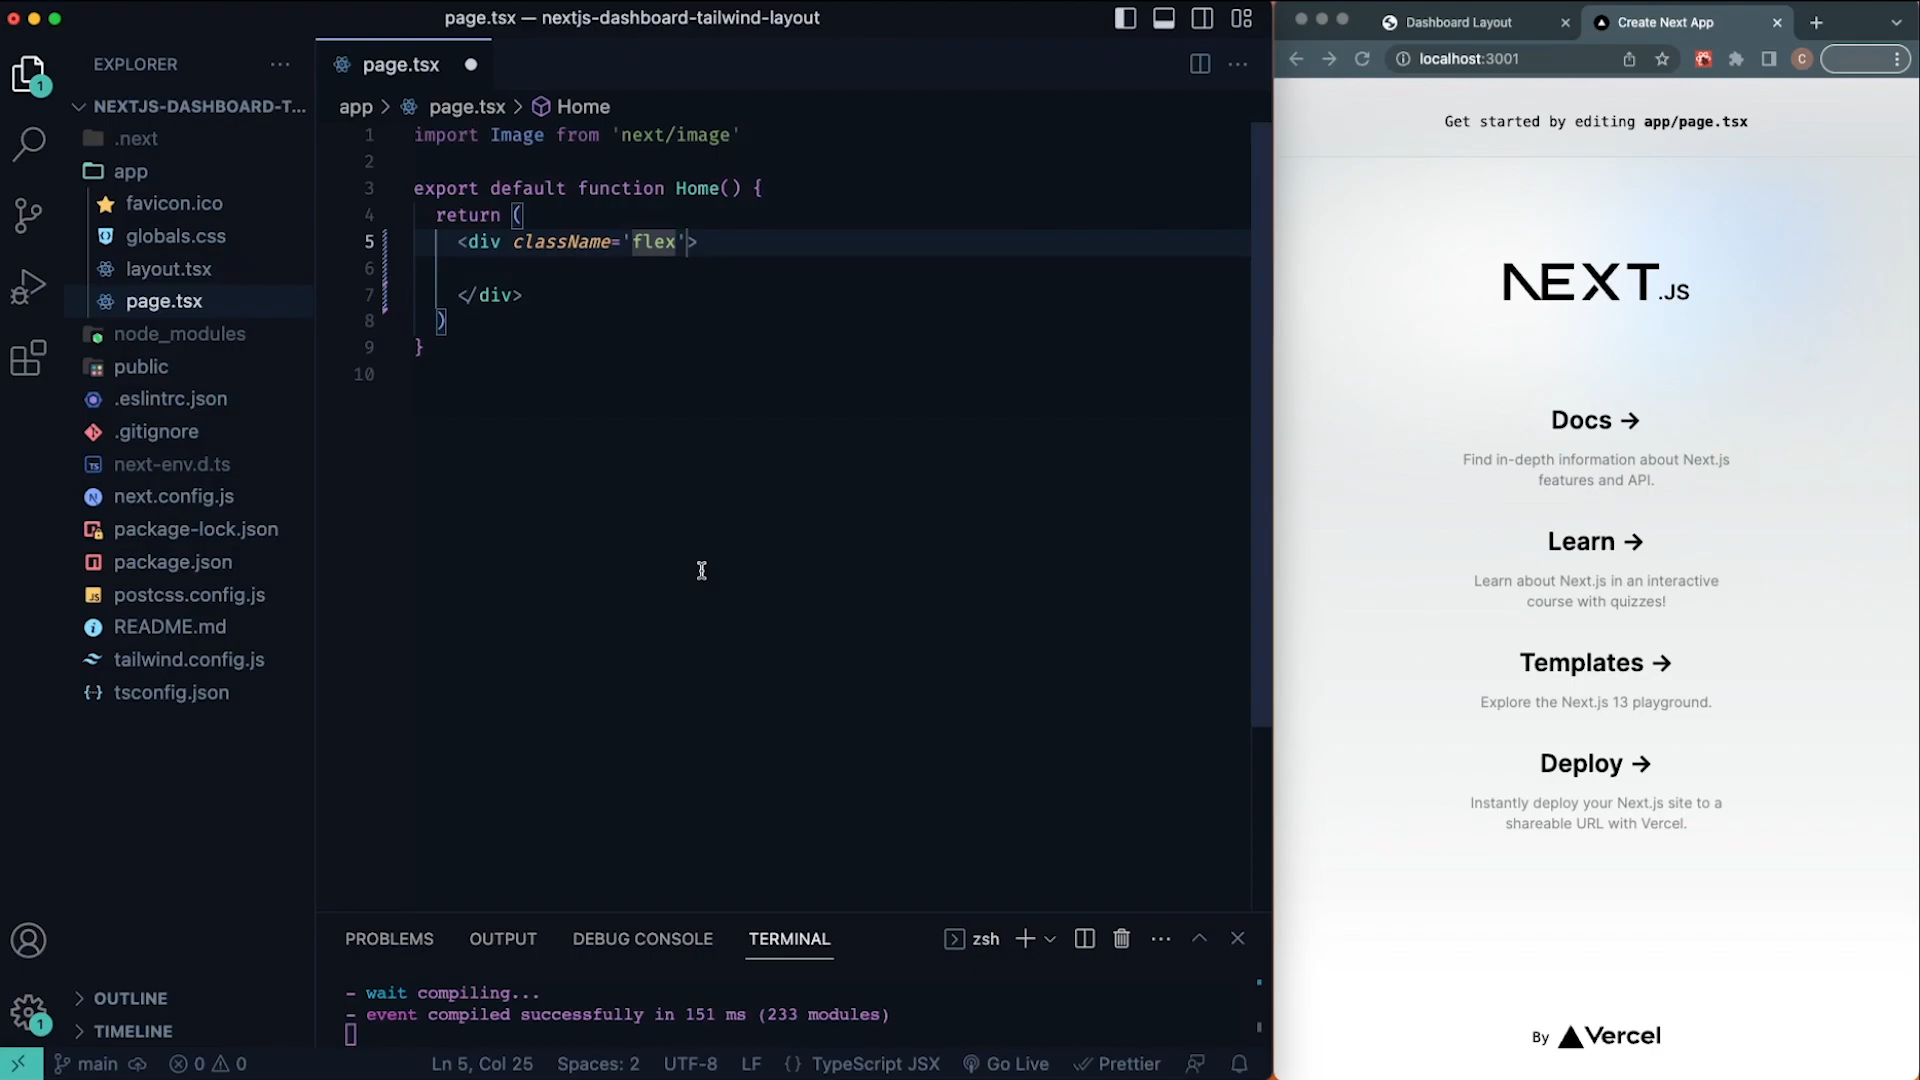 page.tsx — nextjs-dashboard-tailwind-layout
EXPLORER
1
NEXTJS-DASHBOARD-T...
.next
app
favicon.ico
globals.css
layout.tsx
page.tsx
node_modules
public
.eslintrc.json
.gitignore
next-env.d.ts
next.config.js
package-lock.json
package.json
postcss.config.js
README.md
tailwind.config.js
tsconfig.json
OUTLINE
TIMELINE
1
page.tsx
app > page.tsx > Home
1 import Image from 'next/image'
2
3 export default function Home() {
4 return (
5 <div className='flex'>
6
7 </div>
8 )
9 }
10
PROBLEMS OUTPUT DEBUG CONSOLE TERMINAL
zsh
- wait compiling...
- event compiled successfully in 151 ms (233 modules)
main 0 0 Ln 5, Col 25 Spaces: 2 UTF-8 LF {} TypeScript JSX Go Live Prettier
Dashboard Layout
Create Next App
localhost:3001
C
Get started by editing app/page.tsx
NEXT.JS
Docs ->
Find in-depth information about Next.js
features and API.
Learn ->
Learn about Next.js in an interactive
course with quizzes!
Templates ->
Explore the Next.js 13 playground.
Deploy ->
Instantly deploy your Next.js site to a
shareable URL with Vercel.
By Vercel